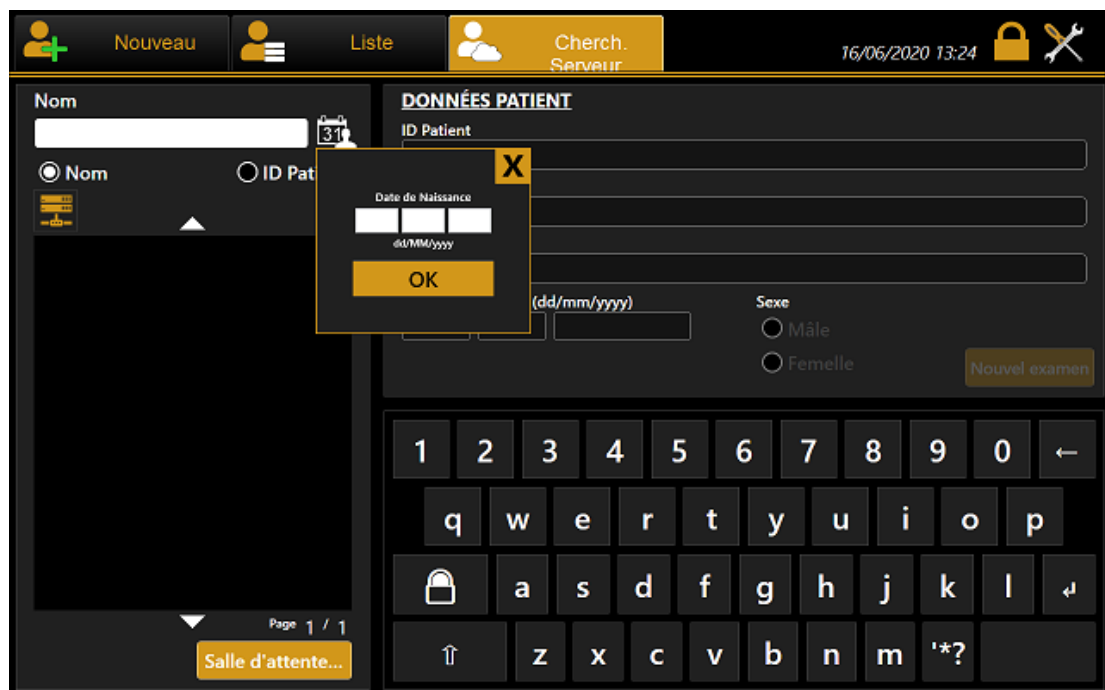 Nouveau
Liste
Cherch.
Serveur
16/06/2020 13:24
Nom
31
Nom
ID Pat
Date de Naissance
dd/MM/yyyy
X
OK
Page 1 / 1
Salle d'attente...
DONNÉES PATIENT
ID Patient
(dd/mm/yyyy)
Sexe
Mâle
Femelle
Nouvel examen
1 2 3 4 5 6 7 8 9 0 ←
q w e r t y u i o p
a s d f g h j k l ↲
⇧ z x c v b n m '*?